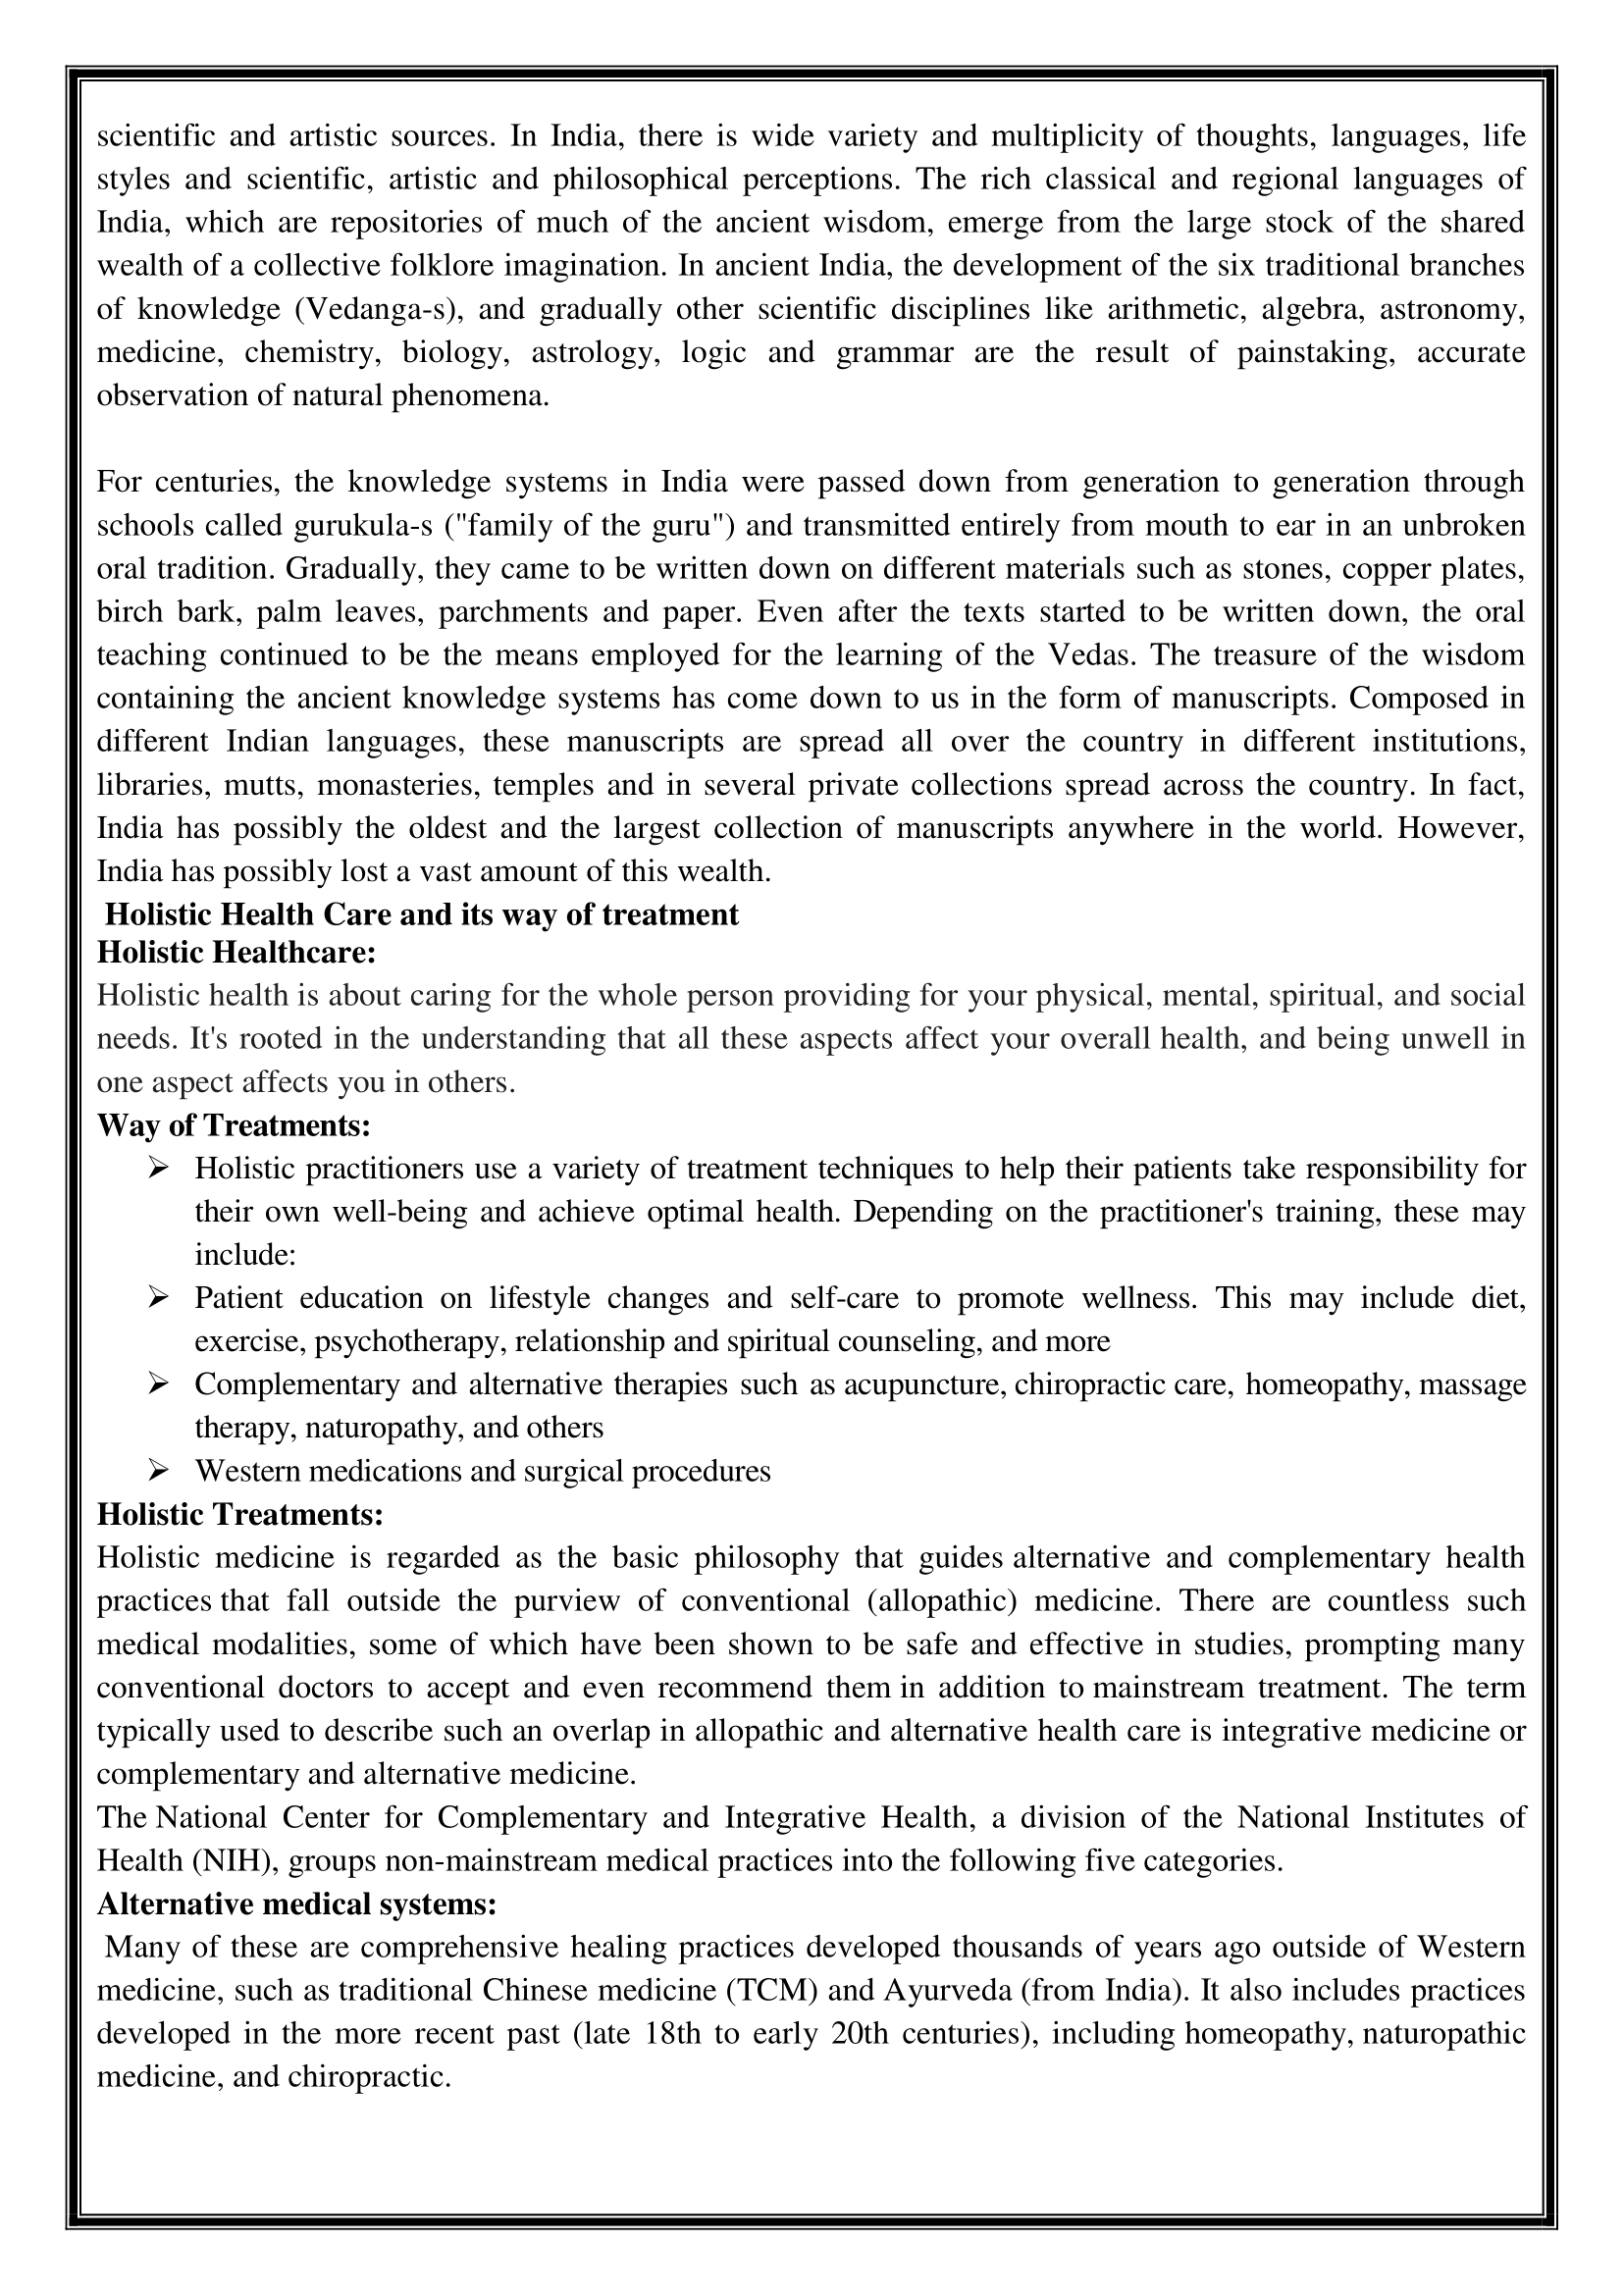 scientific and artistic sources. In India, there is wide variety and multiplicity of thoughts, languages, life
styles and scientific, artistic and philosophical perceptions. The rich classical and regional languages of
India, which are repositories of much of the ancient wisdom, emerge from the large stock of the shared
wealth of a collective folklore imagination. In ancient India, the development of the six traditional branches
of knowledge (Vedanga-s), and gradually other scientific disciplines like arithmetic, algebra, astronomy,
medicine, chemistry, biology, astrology, logic and grammar are the result of painstaking, accurate
observation of natural phenomena.
For centuries, the knowledge systems in India were passed down from generation to generation through
schools called gurukula-s ("family of the guru") and transmitted entirely from mouth to ear in an unbroken
oral tradition. Gradually, they came to be written down on different materials such as stones, copper plates,
birch bark, palm leaves, parchments and paper. Even after the texts started to be written down, the oral
teaching continued to be the means employed for the learning of the Vedas. The treasure of the wisdom
containing the ancient knowledge systems has come down to us in the form of manuscripts. Composed in
different Indian languages, these manuscripts are spread all over the country in different institutions,
libraries, mutts, monasteries, temples and in several private collections spread across the country. In fact,
India has possibly the oldest and the largest collection of manuscripts anywhere in the world. However,
India has possibly lost a vast amount of this wealth.
Holistic Health Care and its way of treatment
Holistic Healthcare:
Holistic health is about caring for the whole person providing for your physical, mental, spiritual, and social
needs. It's rooted in the understanding that all these aspects affect your overall health, and being unwell in
one aspect affects you in others.
Way of Treatments:
➢ Holistic practitioners use a variety of treatment techniques to help their patients take responsibility for
their own well-being and achieve optimal health. Depending on the practitioner's training, these may
include:
➢ Patient education on lifestyle changes and self-care to promote wellness. This may include diet,
exercise, psychotherapy, relationship and spiritual counseling, and more
➢ Complementary and alternative therapies such as acupuncture, chiropractic care, homeopathy, massage
therapy, naturopathy, and others
➢ Western medications and surgical procedures
Holistic Treatments:
Holistic medicine is regarded as the basic philosophy that guides alternative and complementary health
practices that fall outside the purview of conventional (allopathic) medicine. There are countless such
medical modalities, some of which have been shown to be safe and effective in studies, prompting many
conventional doctors to accept and even recommend them in addition to mainstream treatment. The term
typically used to describe such an overlap in allopathic and alternative health care is integrative medicine or
complementary and alternative medicine.
The National Center for Complementary and Integrative Health, a division of the National Institutes of
Health (NIH), groups non-mainstream medical practices into the following five categories.
Alternative medical systems:
Many of these are comprehensive healing practices developed thousands of years ago outside of Western
medicine, such as traditional Chinese medicine (TCM) and Ayurveda (from India). It also includes practices
developed in the more recent past (late 18th to early 20th centuries), including homeopathy, naturopathic
medicine, and chiropractic.